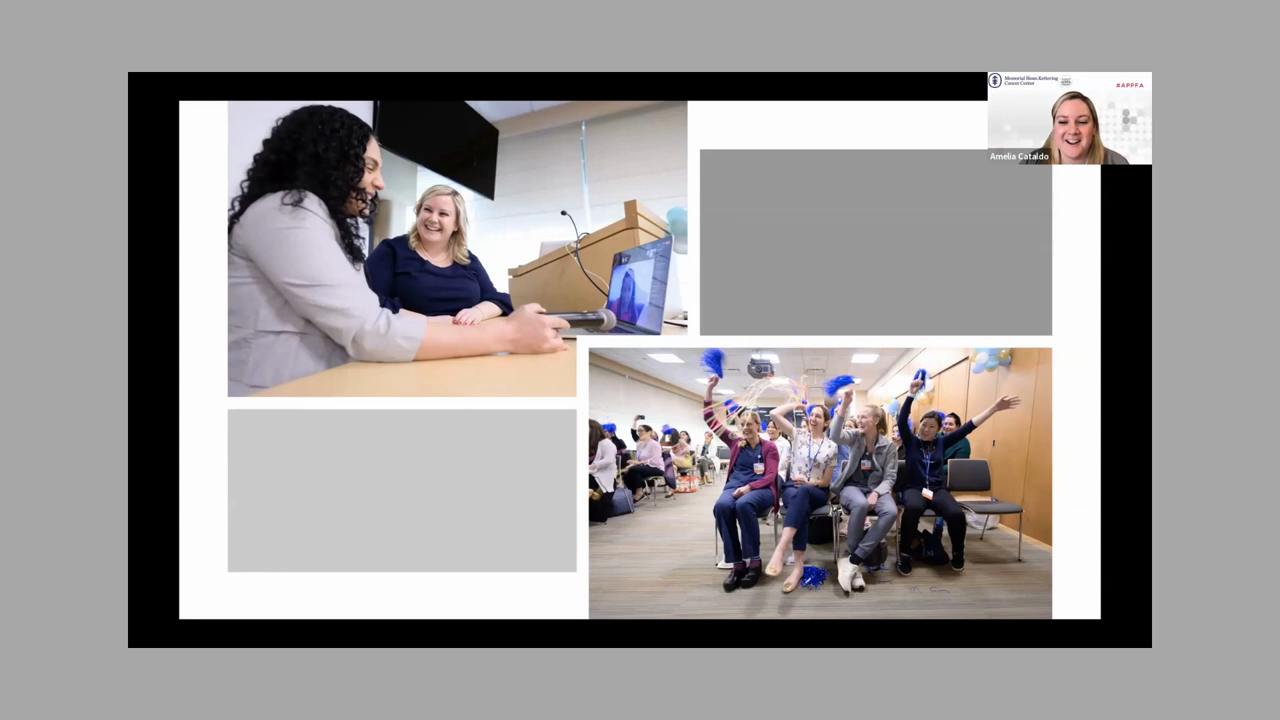 Memorial Sloan Kettering
Cancer Center
#APPFA
Amelia Cataldo